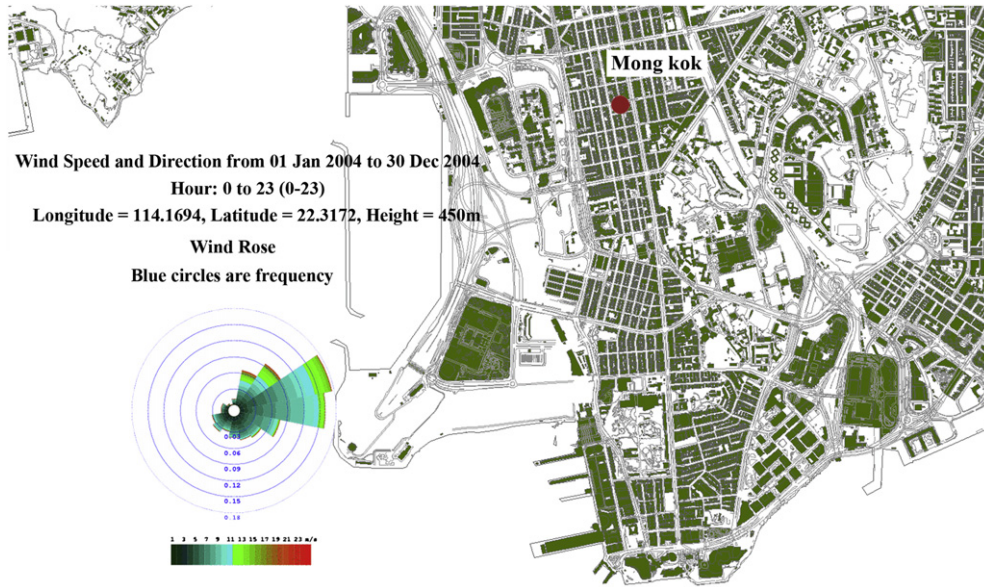 Mong kok
Wind Speed and Direction from 01 Jan 2004 to 30 Dec 2004
Hour: 0 to 23 (0-23)
Longitude = 114.1694, Latitude = 22.3172, Height = 450m
Wind Rose
Blue circles are frequency
0.03
0.06
0.09
0.12
0.15
0.18
1 3 5 7 9 11 13 15 17 19 21 23 m/s